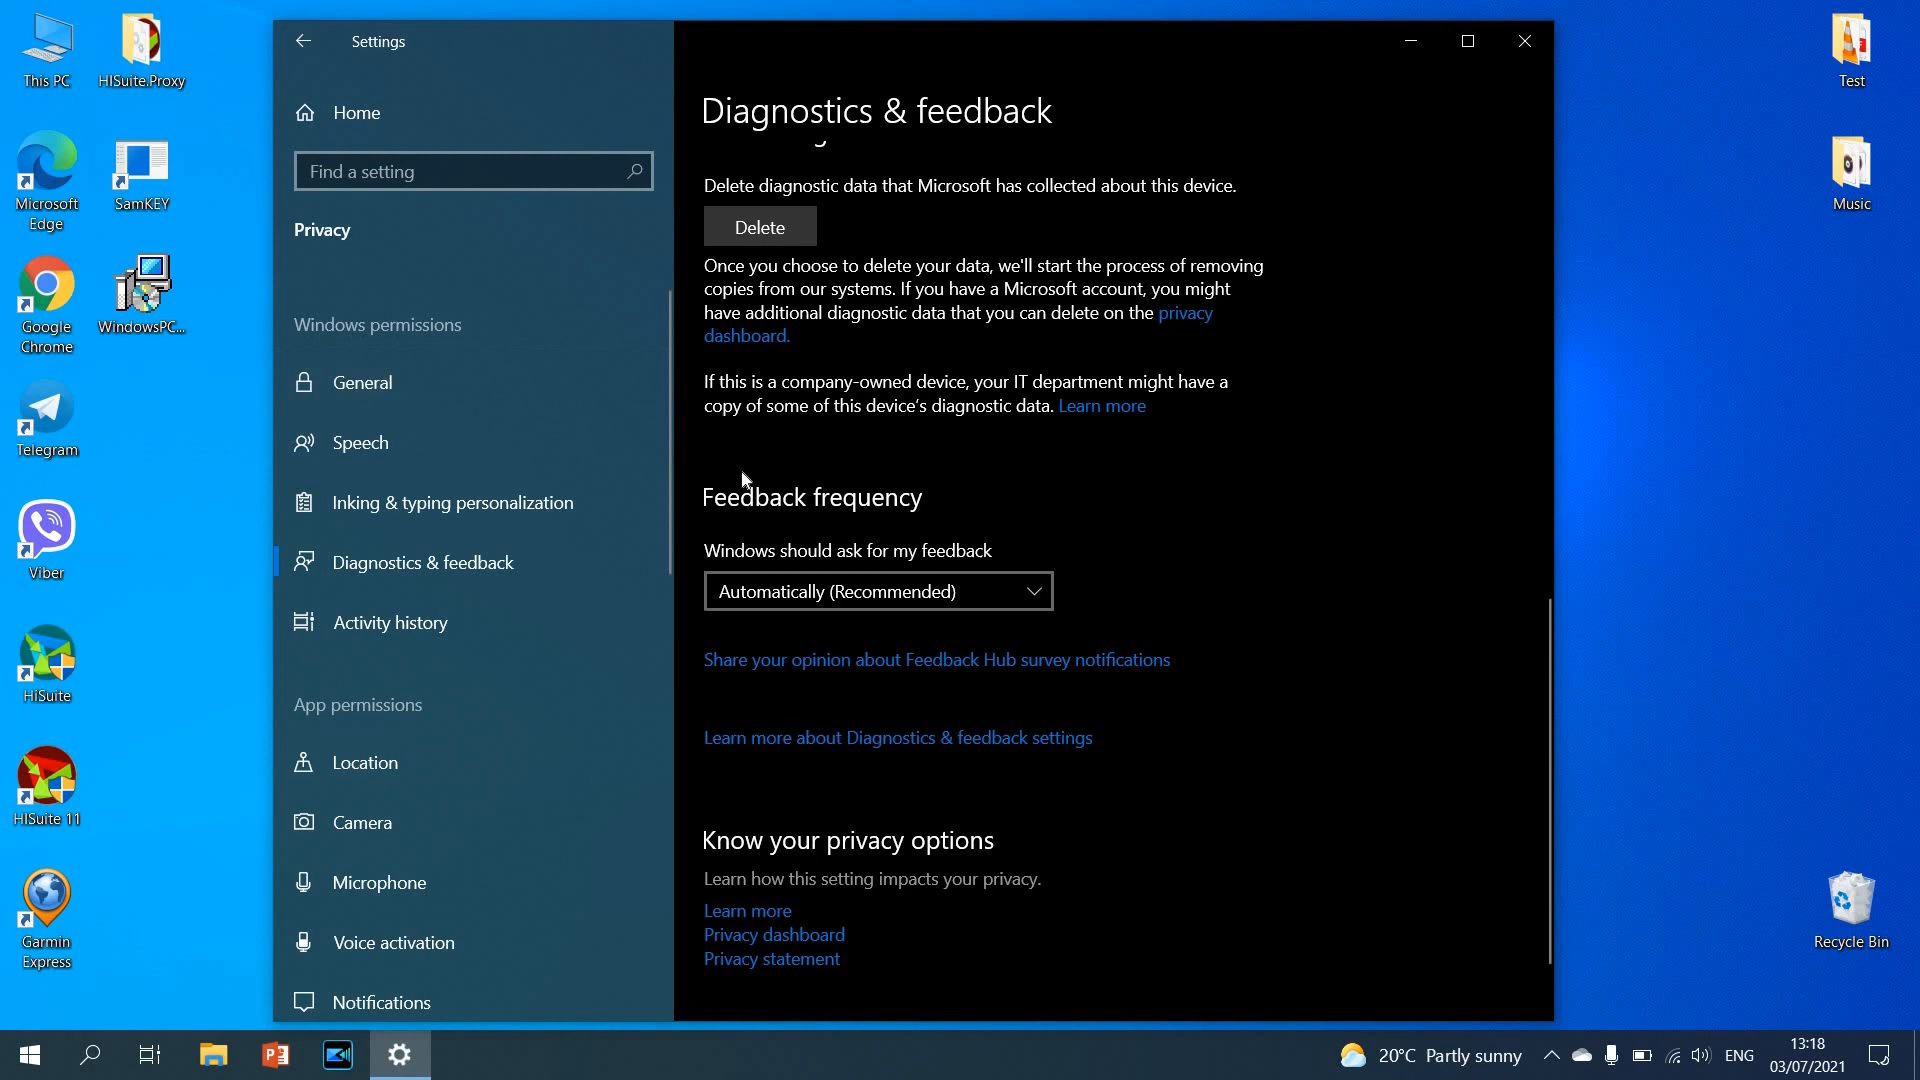 This PC
HISuite.Proxy
Microsoft
Edge
SamKEY
Google
Chrome
WindowsPC...
Telegram
Viber
HiSuite
HISuite 11
Garmin
Express
Settings
Home
Find a setting
Privacy
Windows permissions
General
Speech
Inking & typing personalization
Diagnostics & feedback
Activity history
App permissions
Location
Camera
Microphone
Voice activation
Notifications
Diagnostics & feedback
Delete diagnostic data that Microsoft has collected about this device.
Delete
Once you choose to delete your data, we'll start the process of removing
copies from our systems. If you have a Microsoft account, you might
have additional diagnostic data that you can delete on the privacy
dashboard.
If this is a company-owned device, your IT department might have a
copy of some of this device's diagnostic data. Learn more
Feedback frequency
Windows should ask for my feedback
Automatically (Recommended)
Share your opinion about Feedback Hub survey notifications
Learn more about Diagnostics & feedback settings
Know your privacy options
Learn how this setting impacts your privacy.
Learn more
Privacy dashboard
Privacy statement
Test
Music
Recycle Bin
20°C Partly sunny
ENG
13:18
03/07/2021